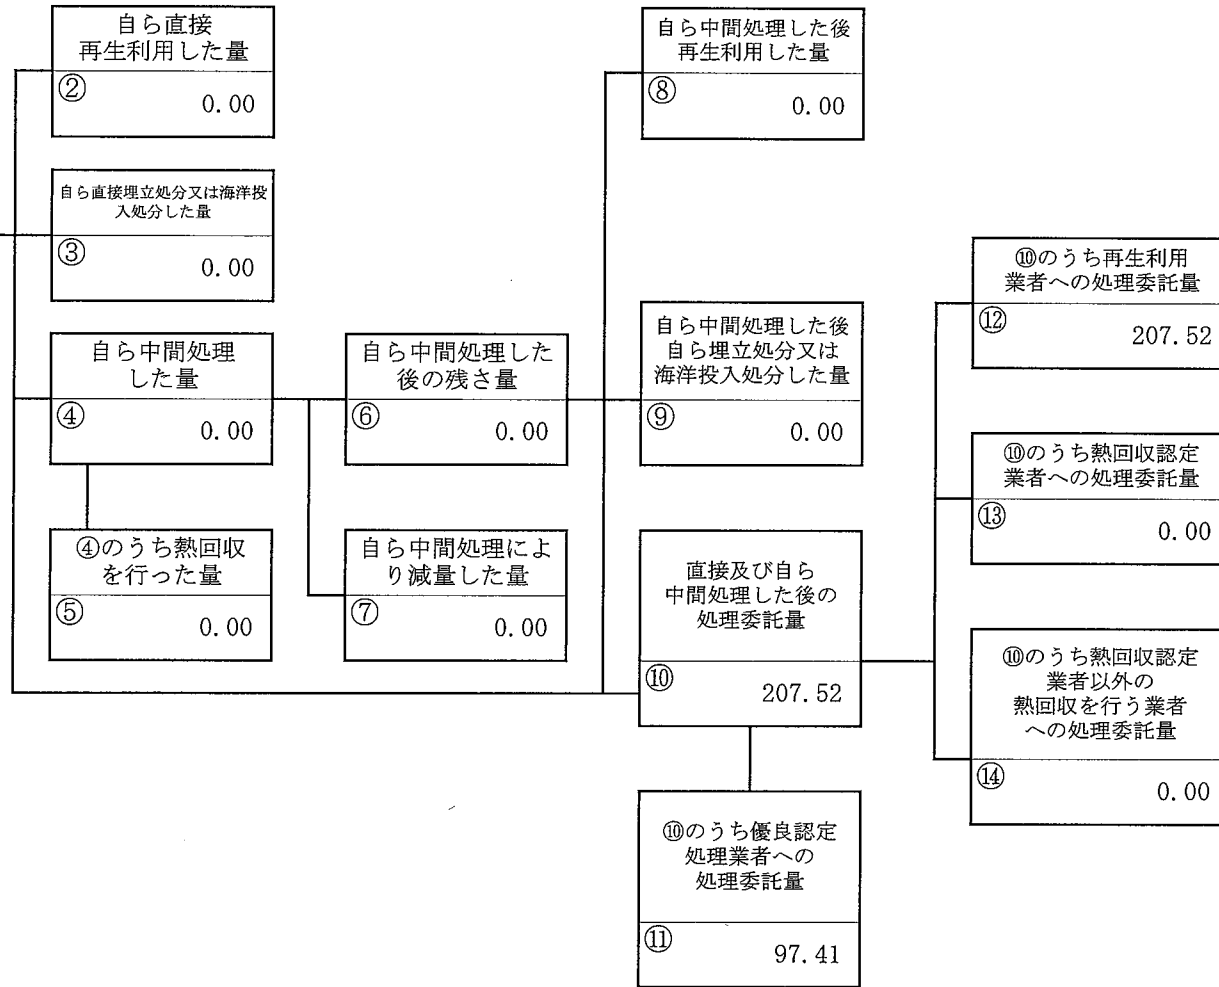 自ら直接
再生利用した量
②
0.00
自ら直接埋立処分又は海洋投
入処分した量
③
0.00
自ら中間処理
した量
④
0.00
④のうち熱回収
を行った量
⑤
0.00
自ら中間処理した
後の残さ量
⑥
0.00
自ら中間処理によ
り減量した量
⑦
0.00
自ら中間処理した後
再生利用した量
⑧
0.00
自ら中間処理した後
自ら埋立処分又は
海洋投入処分した量
⑨
0.00
直接及び自ら
中間処理した後の
処理委託量
⑩
207.52
⑩のうち優良認定
処理業者への
処理委託量
⑪
97.41
⑩のうち再生利用
業者への処理委託量
⑫
207.52
⑩のうち熱回収認定
業者への処理委託量
⑬
0.00
⑩のうち熱回収認定
業者以外の
熱回収を行う業者
への処理委託量
⑭
0.00